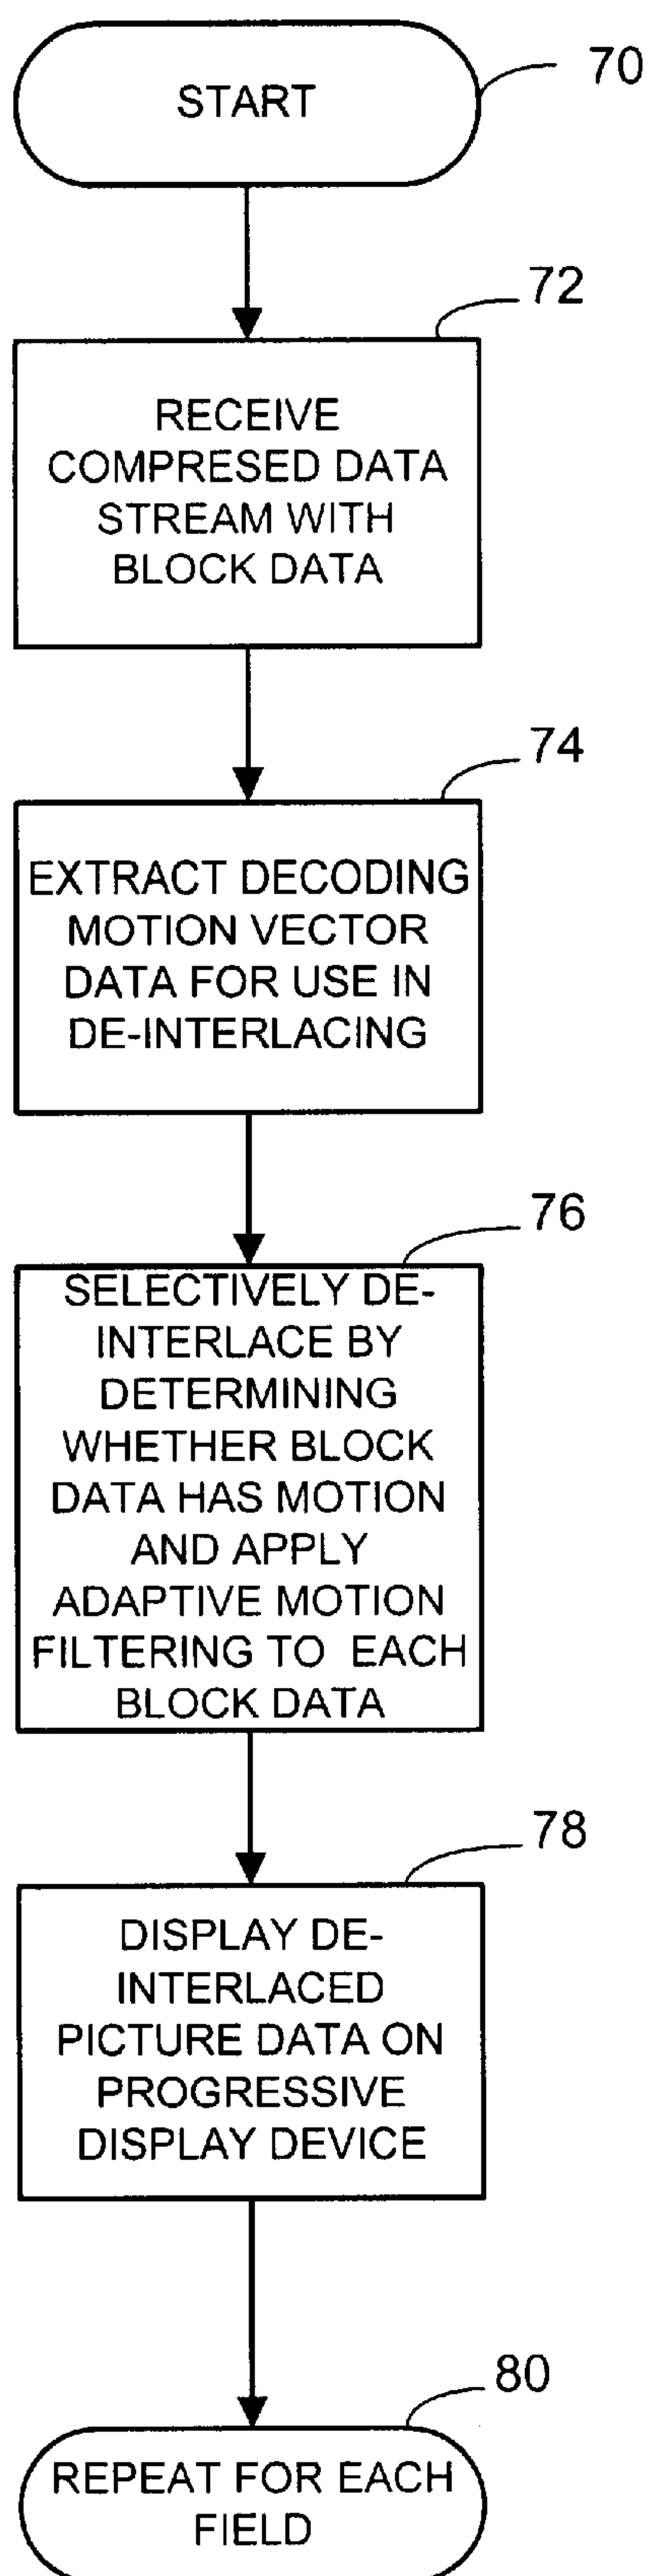 START
70
72
RECEIVE
COMPRESED DATA
STREAM WITH
BLOCK DATA
74
EXTRACT DECODING
MOTION VECTOR
DATA FOR USE IN
DE-INTERLACING
76
SELECTIVELY DE-
INTERLACE BY
DETERMINING
WHETHER BLOCK
DATA HAS MOTION
AND APPLY
ADAPTIVE MOTION
FILTERING TO EACH
BLOCK DATA
78
DISPLAY DE-
INTERLACED
PICTURE DATA ON
PROGRESSIVE
DISPLAY DEVICE
80
REPEAT FOR EACH
FIELD